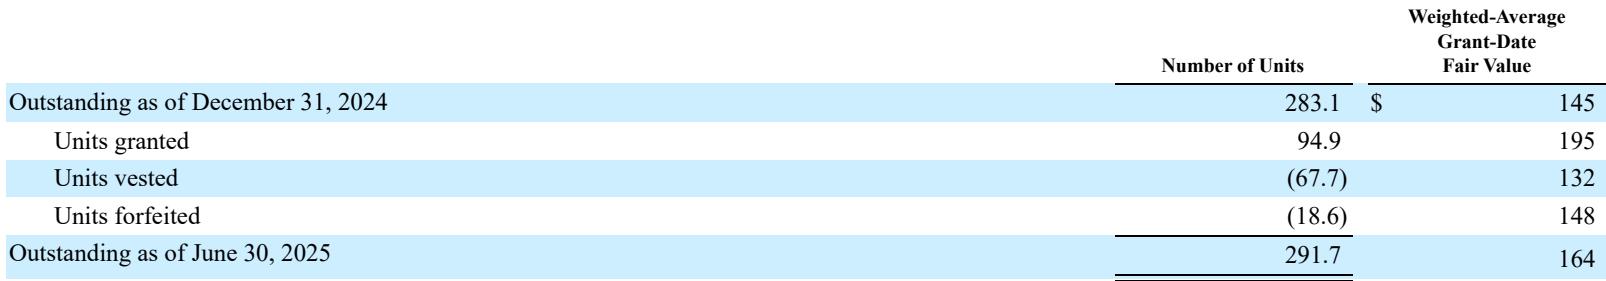 Weighted-Average
Grant-Date
Number of Units Fair Value
Outstanding as of December 31, 2024 283.1 $ 145
Units granted 94.9 195
Units vested (67.7) 132
Units forfeited (18.6) 148
Outstanding as of June 30, 2025 291.7 164